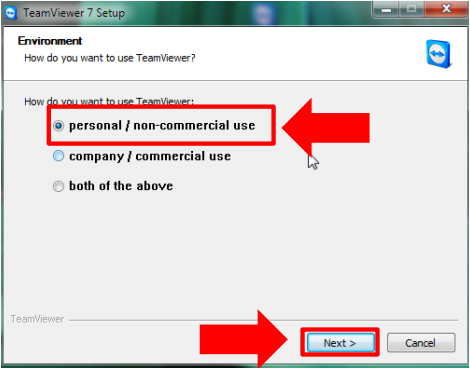 TeamViewer 7 Setup
Environment
How do you want to use TeamViewer?
How do you want to use TeamViewer:
personal / non-commercial use
company / commercial use
both of the above
TeamViewer
Next >
Cancel